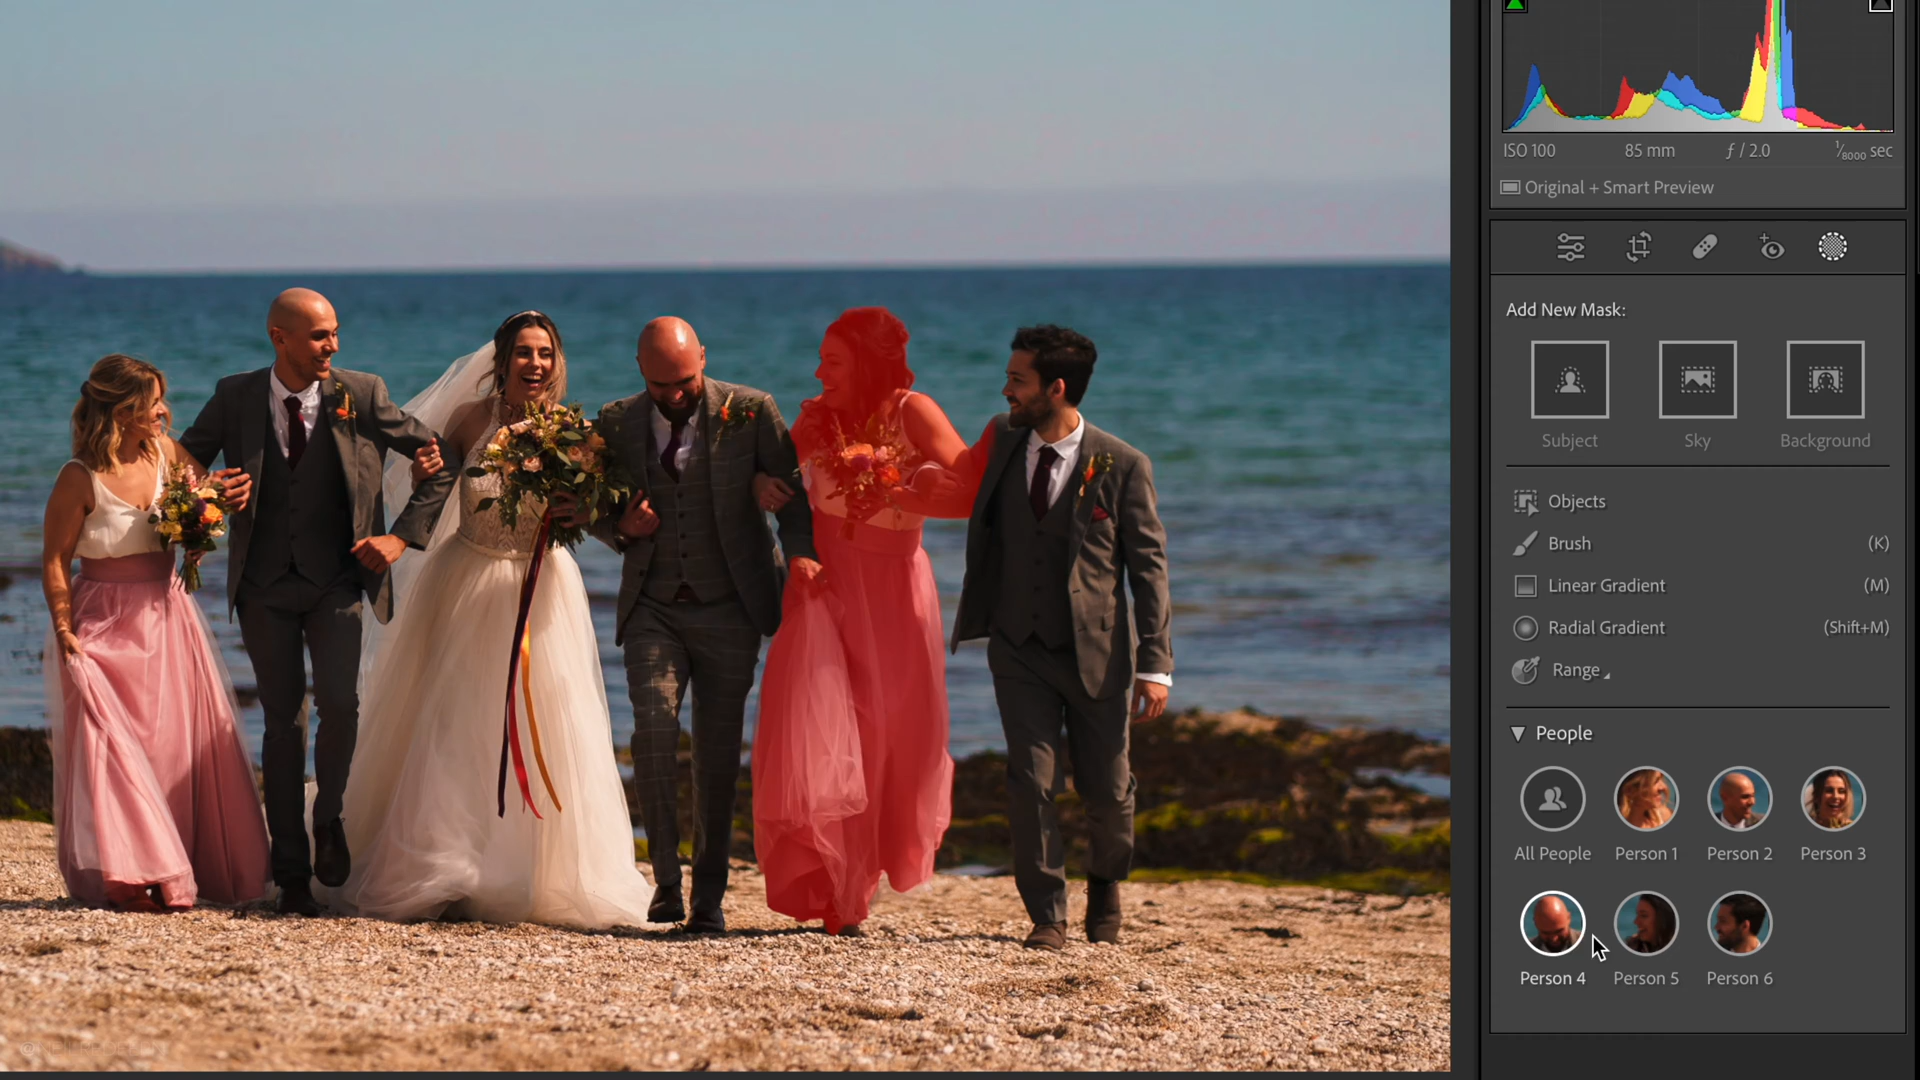 ISO 100 85 mm ƒ / 2.0 1/8000 sec
Original + Smart Preview
Add New Mask:
Subject Sky Background
Objects
Brush (K)
Linear Gradient (M)
Radial Gradient (Shift+M)
Range
People
All People Person 1 Person 2 Person 3
Person 4 Person 5 Person 6